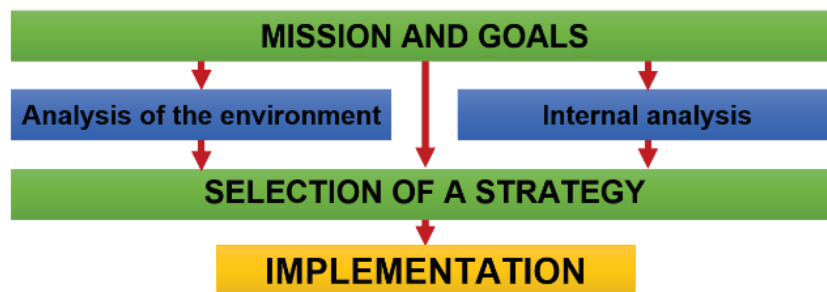 MISSION AND GOALS
Analysis of the environment
Internal analysis
SELECTION OF A STRATEGY
IMPLEMENTATION